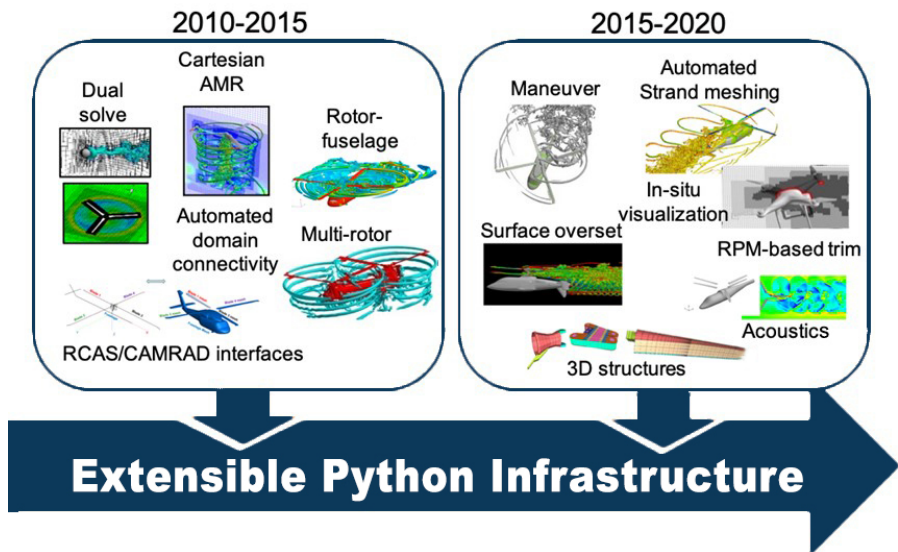 2010-2015
Cartesian
AMR
Dual
solve
Rotor-
fuselage
Automated
domain
connectivity
Multi-rotor
RCAS/CAMRAD interfaces
2015-2020
Maneuver
Automated
Strand meshing
In-situ
visualization
Surface overset
RPM-based trim
Acoustics
3D structures
Extensible Python Infrastructure